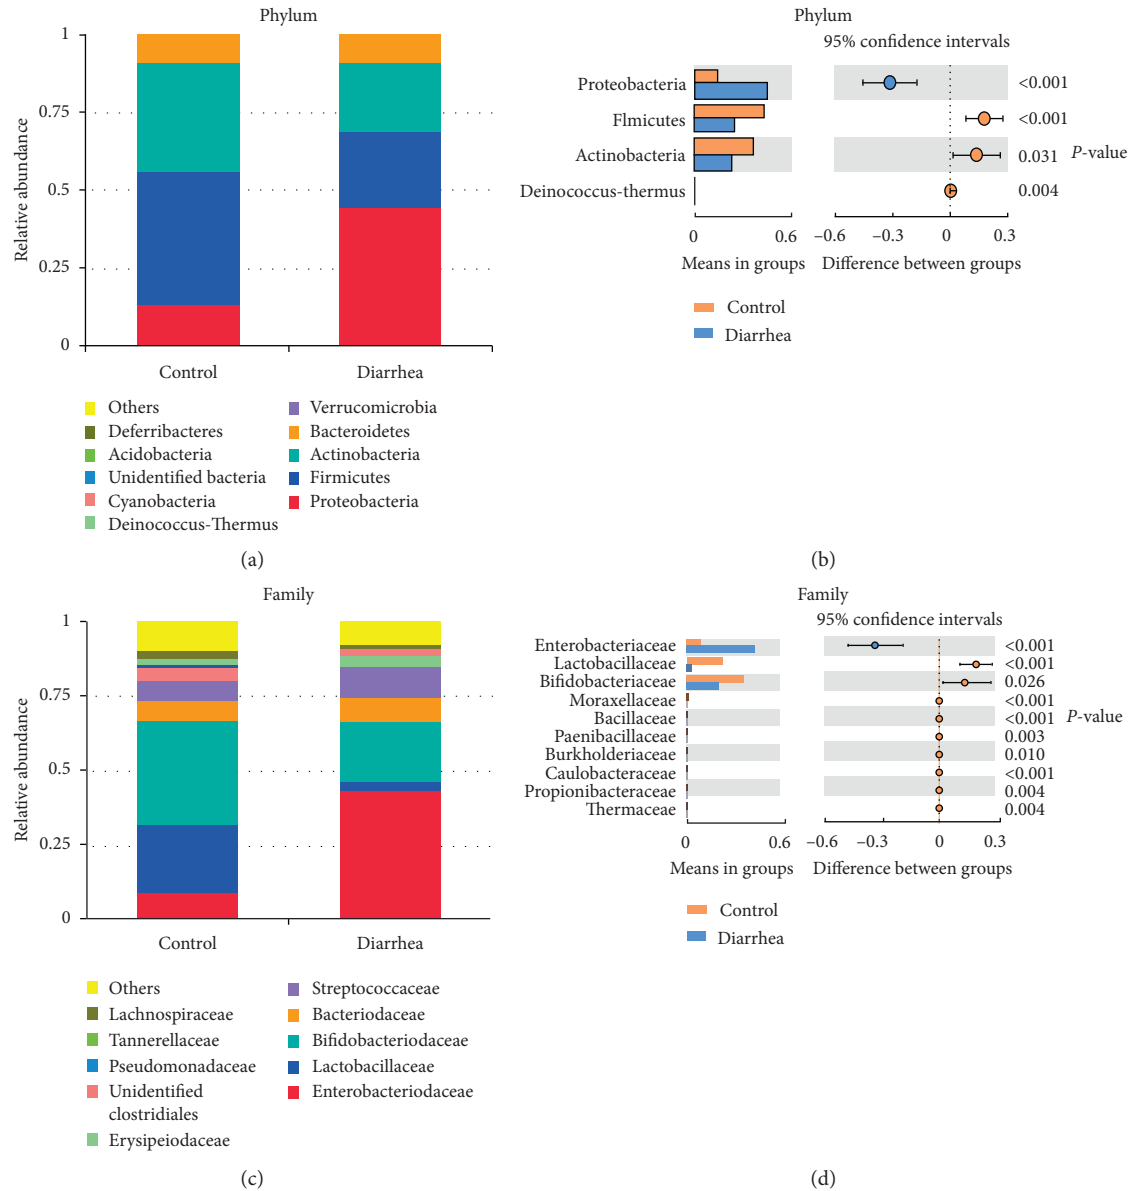 Phylum
1
0.75
0.5
0.25
0
Relative abundance
Control
Diarrhea
Others
Deferribacteres
Acidobacteria
Unidentified bacteria
Cyanobacteria
Deinococcus-Thermus
Verrucomicrobia
Bacteroidetes
Actinobacteria
Firmicutes
Proteobacteria
(a)
Phylum
95% confidence intervals
Proteobacteria
<0.001
Flmicutes
<0.001
Actinobacteria
0.031
P-value
Deinococcus-thermus
0.004
0
0.6
−0.6
−0.3
0
0.3
Means in groups
Difference between groups
Control
Diarrhea
(b)
Family
1
0.75
0.5
0.25
0
Relative abundance
Control
Diarrhea
Others
Lachnospiraceae
Tannerellaceae
Pseudomonadaceae
Unidentified
clostridiales
Erysipeiodaceae
Streptococcaceae
Bacteriodaceae
Bifidobacteriodaceae
Lactobacillaceae
Enterobacteriodaceae
(c)
Family
95% confidence intervals
Enterobacteriaceae
<0.001
Lactobacillaceae
<0.001
Bifidobacteriaceae
0.026
Moraxellaceae
<0.001
Bacillaceae
<0.001
P-value
Paenibacillaceae
0.003
Burkholderiaceae
0.010
Caulobacteraceae
<0.001
Propionibacteraceae
0.004
Thermaceae
0.004
0
0.6
−0.6
−0.3
0
0.3
Means in groups
Difference between groups
Control
Diarrhea
(d)